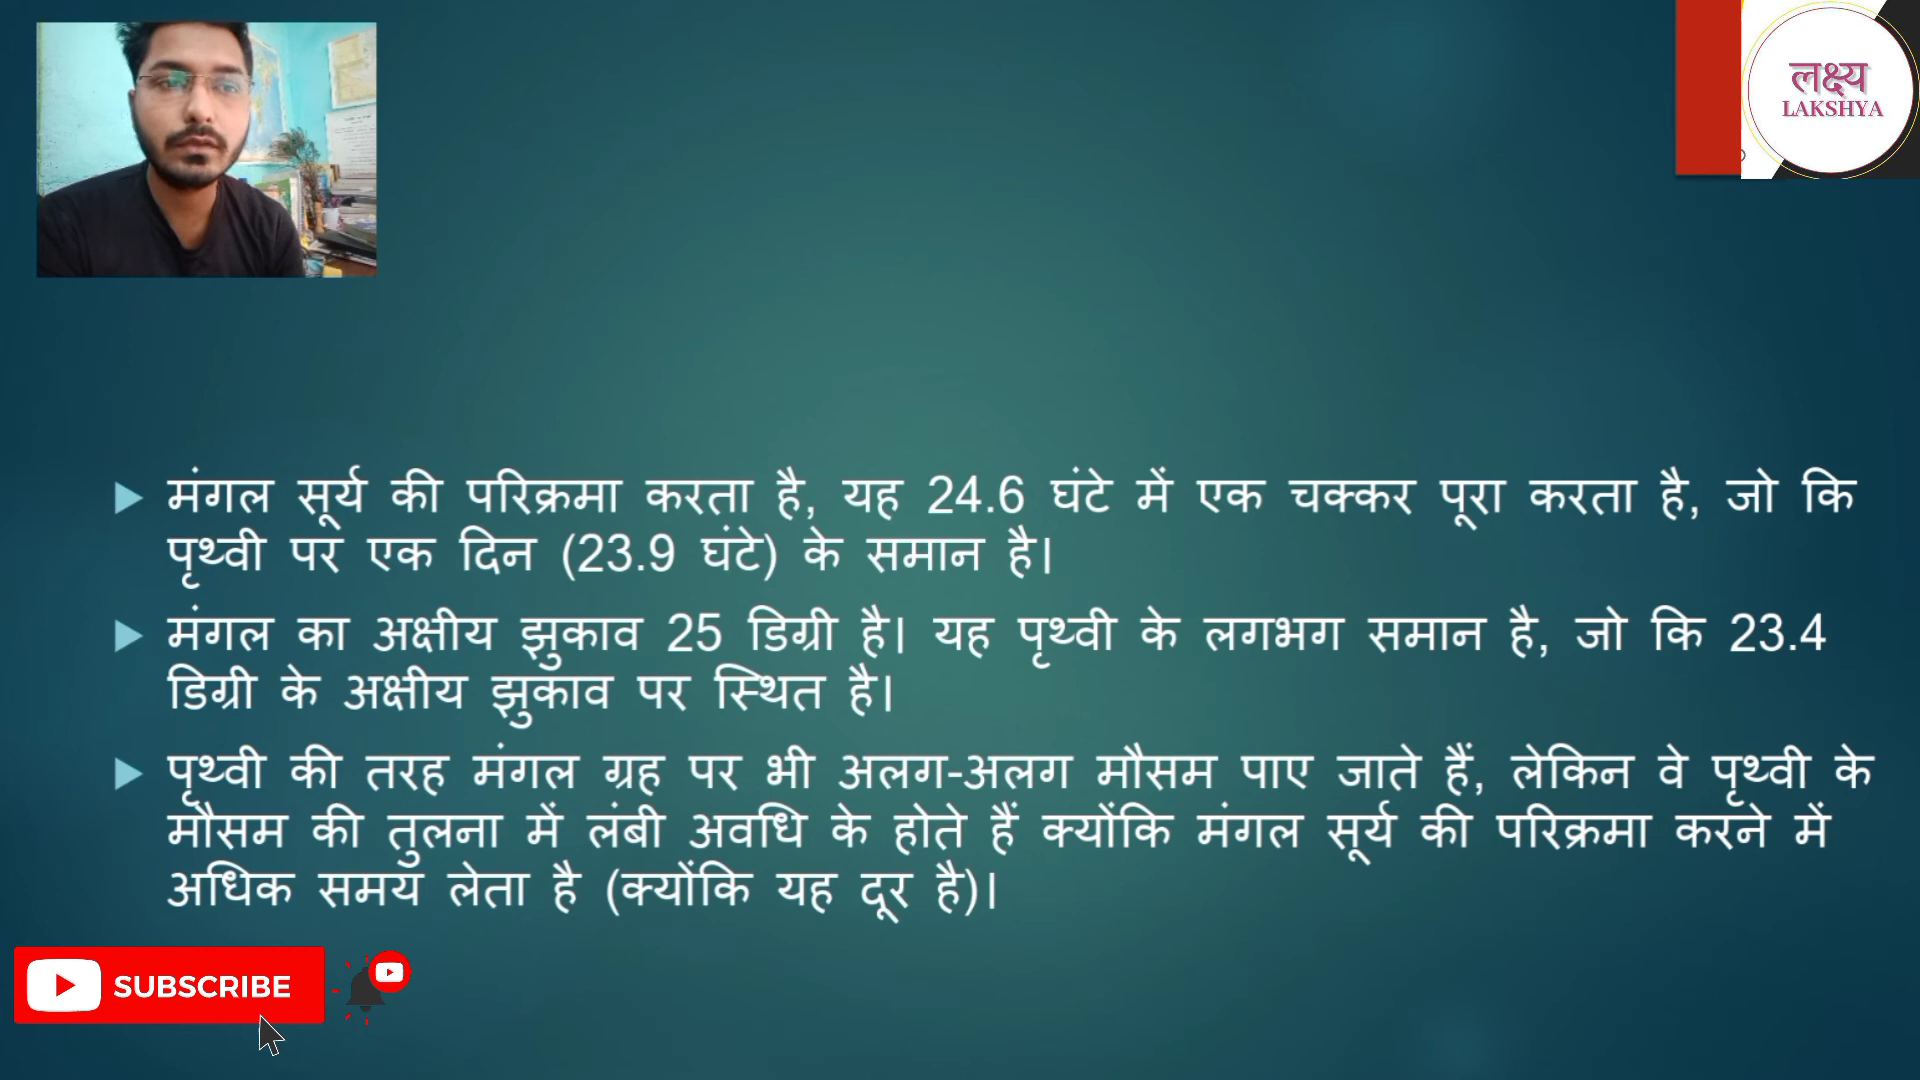 लक्ष्य
LAKSHYA
मंगल सूर्य की परिक्रमा करता है, यह 24.6 घंटे में एक चक्कर पूरा करता है, जो कि
पृथ्वी पर एक दिन (23.9 घंटे) के समान है।
मंगल का अक्षीय झुकाव 25 डिग्री है। यह पृथ्वी के लगभग समान है, जो कि 23.4
डिग्री के अक्षीय झुकाव पर स्थित है।
पृथ्वी की तरह मंगल ग्रह पर भी अलग-अलग मौसम पाए जाते हैं, लेकिन वे पृथ्वी के
मौसम की तुलना में लंबी अवधि के होते हैं क्योंकि मंगल सूर्य की परिक्रमा करने में
अधिक समय लेता है (क्योंकि यह दूर है)।
SUBSCRIBE